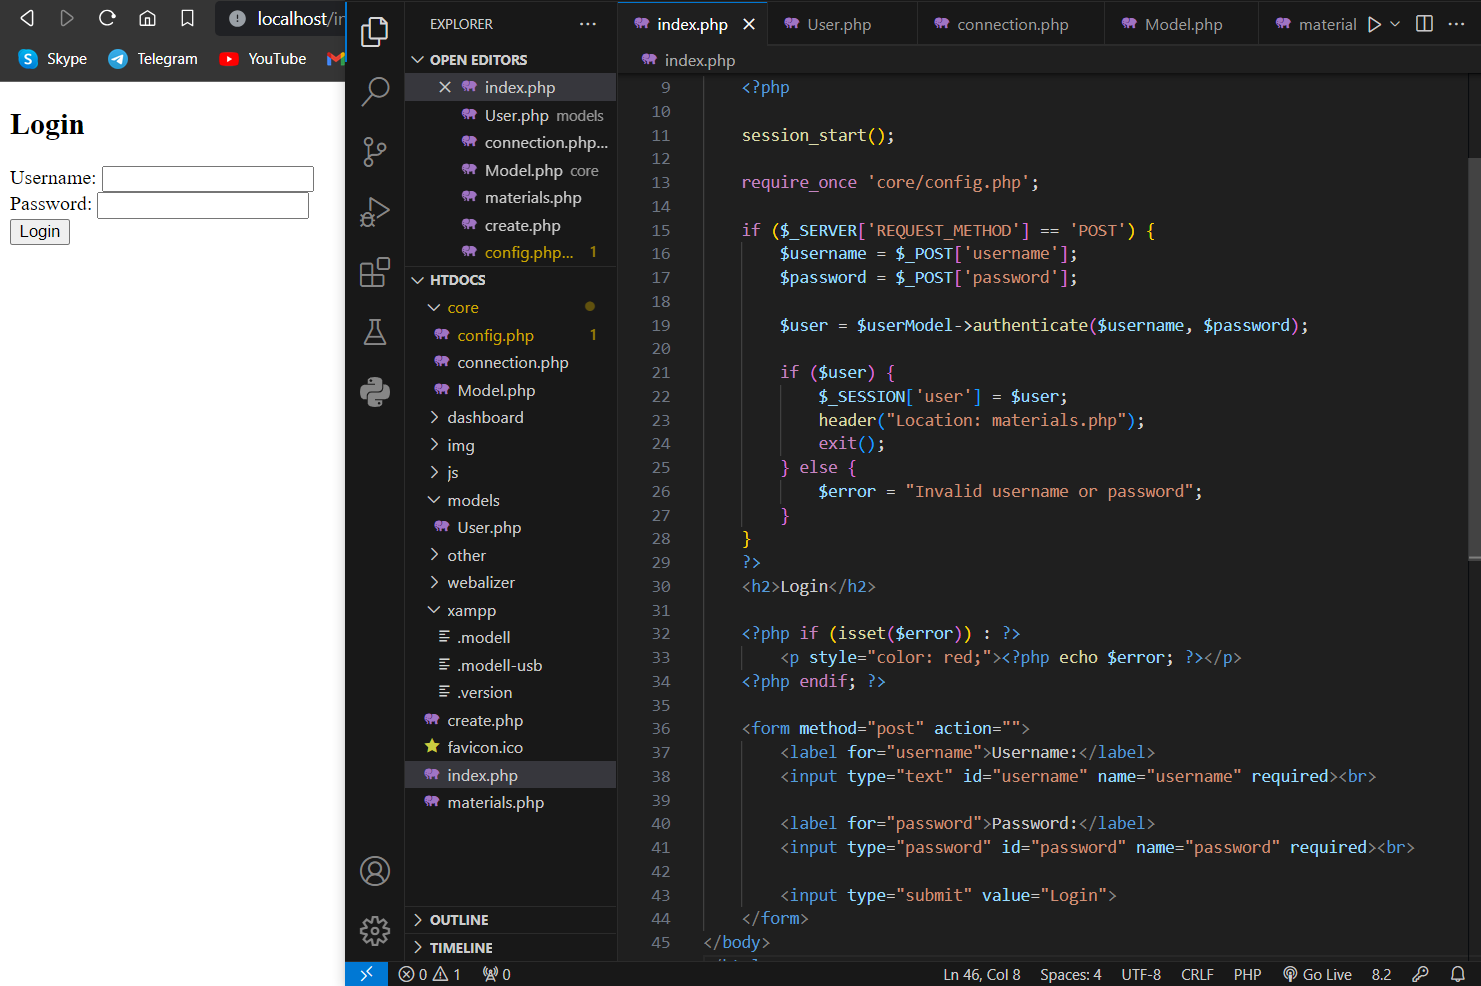 localhost/in
Skype
Telegram
YouTube
Login
Username:
Password:
Login
EXPLORER
OPEN EDITORS
index.php
User.php models
connection.php...
Model.php core
materials.php
create.php
config.php... 1
HTDOCS
core
config.php 1
connection.php
Model.php
dashboard
img
js
models
User.php
other
webalizer
xampp
.modell
.modell-usb
.version
create.php
favicon.ico
index.php
materials.php
OUTLINE
TIMELINE
index.php
User.php
connection.php
Model.php
material
index.php
9 <?php
10
11 session_start();
12
13 require_once 'core/config.php';
14
15 if ($_SERVER['REQUEST_METHOD'] == 'POST') {
16 $username = $_POST['username'];
17 $password = $_POST['password'];
18
19 $user = $userModel->authenticate($username, $password);
20
21 if ($user) {
22 $_SESSION['user'] = $user;
23 header("Location: materials.php");
24 exit();
25 } else {
26 $error = "Invalid username or password";
27 }
28 }
29 ?>
30 <h2>Login</h2>
31
32 <?php if (isset($error)) : ?>
33 <p style="color: red;"><?php echo $error; ?></p>
34 <?php endif; ?>
35
36 <form method="post" action="">
37 <label for="username">Username:</label>
38 <input type="text" id="username" name="username" required><br>
39
40 <label for="password">Password:</label>
41 <input type="password" id="password" name="password" required><br>
42
43 <input type="submit" value="Login">
44 </form>
45 </body>
0 1 0
Ln 46, Col 8 Spaces: 4 UTF-8 CRLF PHP Go Live 8.2